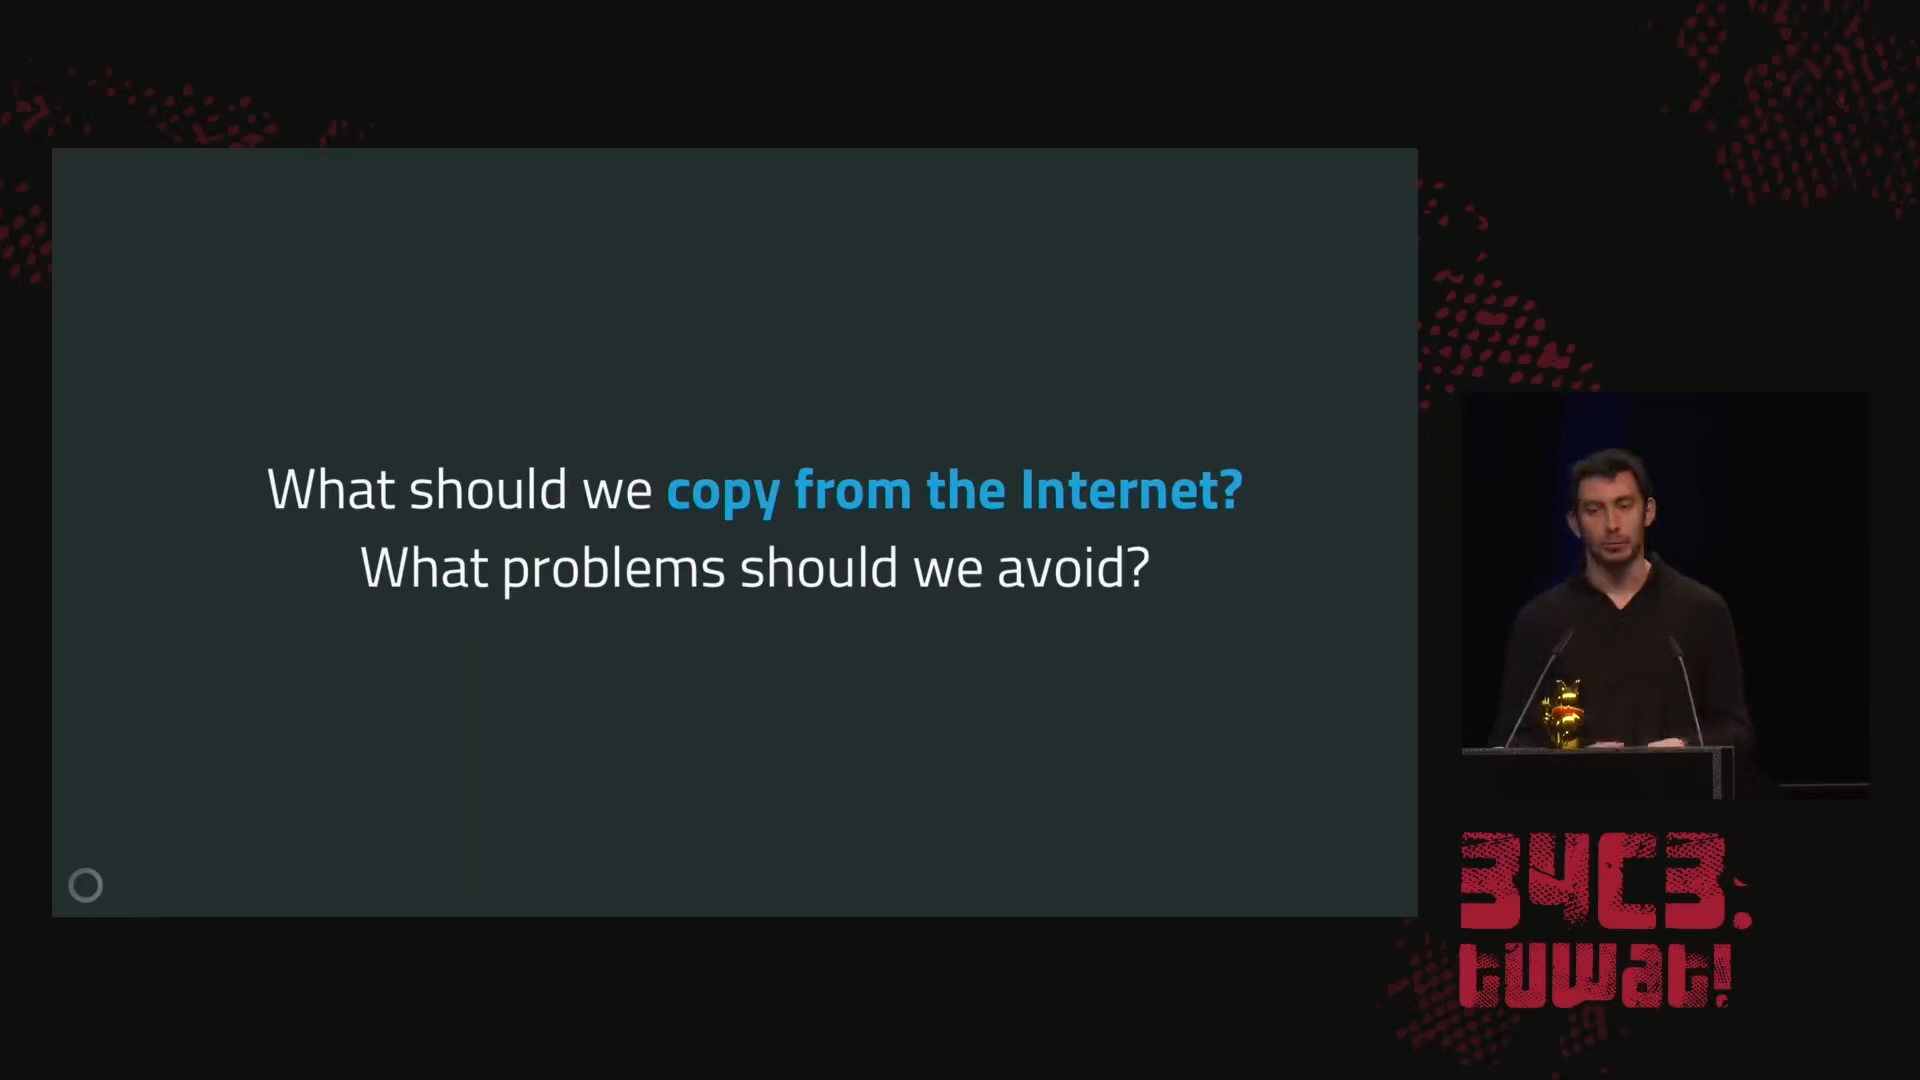 What should we copy from the Internet?
What problems should we avoid?
34C3.
tuwat!